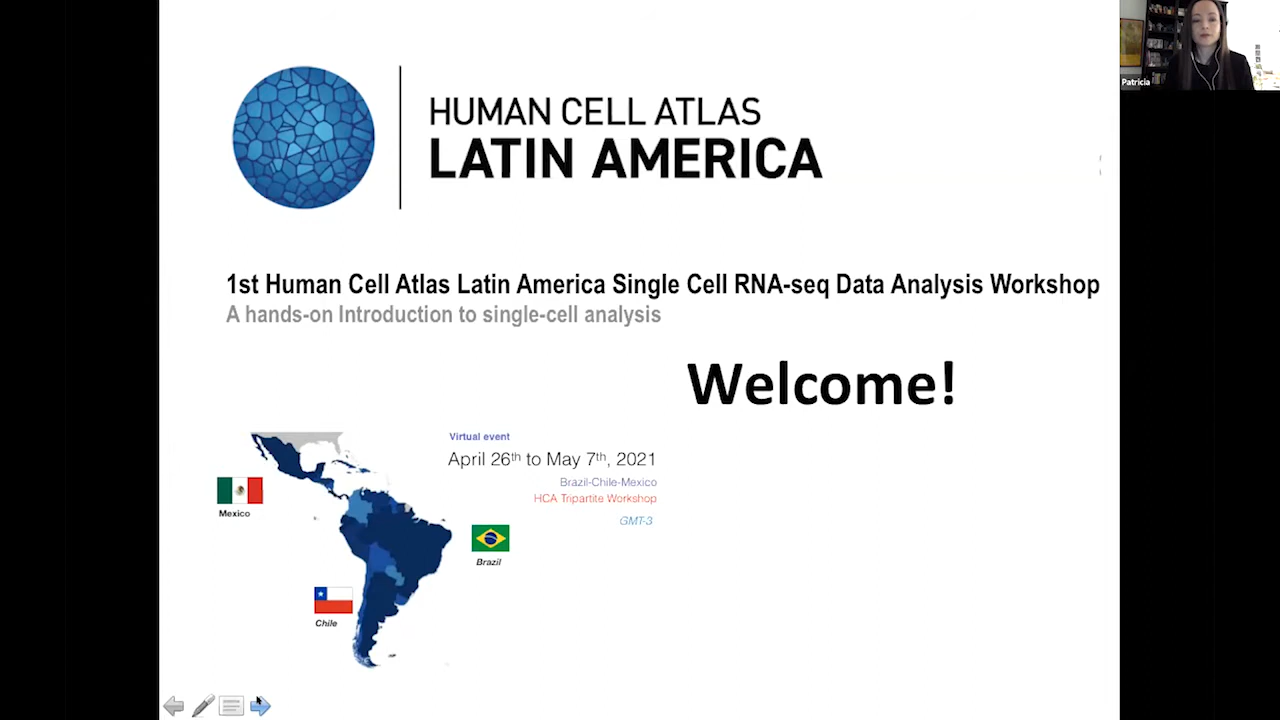 Patricia
HUMAN CELL ATLAS
LATIN AMERICA
1st Human Cell Atlas Latin America Single Cell RNA-seq Data Analysis Workshop
A hands-on Introduction to single-cell analysis
Welcome!
Virtual event
April 26th to May 7th, 2021
Brazil-Chile-Mexico
HCA Tripartite Workshop
GMT-3
Mexico
Brazil
Chile